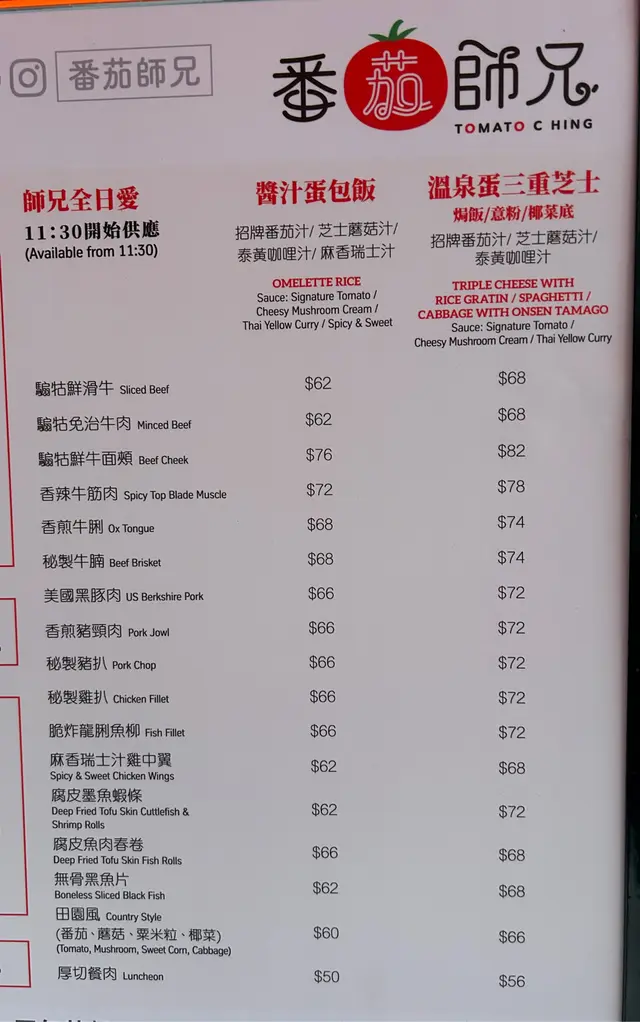 番茄師兄
番茄師兄
TOMATO CHING
師兄全日愛
11:30開始供應
(Available from 11:30)
醬汁蛋包飯
招牌番茄汁/ 芝士蘑菇汁/
泰黃咖哩汁/ 麻香瑞士汁
OMELETTE RICE
Sauce: Signature Tomato /
Cheesy Mushroom Cream /
Thai Yellow Curry / Spicy & Sweet
溫泉蛋三重芝士
焗飯/意粉/椰菜底
招牌番茄汁/ 芝士蘑菇汁/
泰黃咖哩汁
TRIPLE CHEESE WITH
RICE GRATIN / SPAGHETTI /
CABBAGE WITH ONSEN TAMAGO
Sauce: Signature Tomato /
Cheesy Mushroom Cream / Thai Yellow Curry
騸牯鮮滑牛 Sliced Beef $62 $68
騸牯免治牛肉 Minced Beef $62 $68
騸牯鮮牛面頰 Beef Cheek $76 $82
香辣牛筋肉 Spicy Top Blade Muscle $72 $78
香煎牛脷 Ox Tongue $68 $74
秘製牛腩 Beef Brisket $68 $74
美國黑豚肉 US Berkshire Pork $66 $72
香煎豬頸肉 Pork Jowl $66 $72
秘製豬扒 Pork Chop $66 $72
秘製雞扒 Chicken Fillet $66 $72
脆炸龍脷魚柳 Fish Fillet $66 $72
麻香瑞士汁雞中翼
Spicy & Sweet Chicken Wings $62 $68
腐皮墨魚蝦條
Deep Fried Tofu Skin Cuttlefish & $62 $72
Shrimp Rolls
腐皮魚肉春卷
Deep Fried Tofu Skin Fish Rolls $66 $68
無骨黑魚片
Boneless Sliced Black Fish $62 $68
田園風 Country Style
(番茄、蘑菇、粟米粒、椰菜) $60 $66
(Tomato, Mushroom, Sweet Corn, Cabbage)
厚切餐肉 Luncheon $50 $56